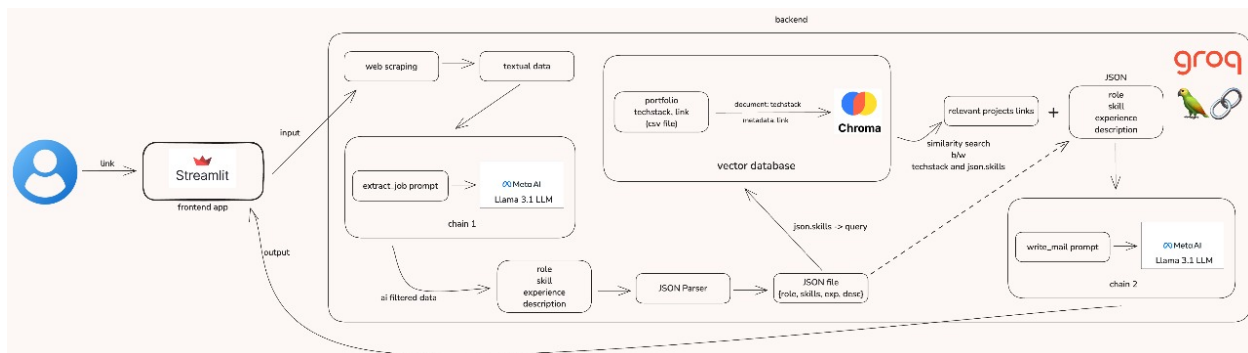 backend
link
Streamlit
frontend app
input
output
web scraping
textual data
extract_job prompt
Meta AI
Llama 3.1 LLM
chain 1
ai filtered data
role
skill
experience
description
JSON Parser
JSON file
{role, skills, exp. desc}
json.skills -> query
portfolio
techstack, link
(csv file)
document: techstack
metadata: link
Chroma
vector database
similarity search
b/w
techstack and json.skills
relevant projects links
+
JSON
role
skill
experience
description
groq
write_mail prompt
Meta AI
Llama 3.1 LLM
chain 2